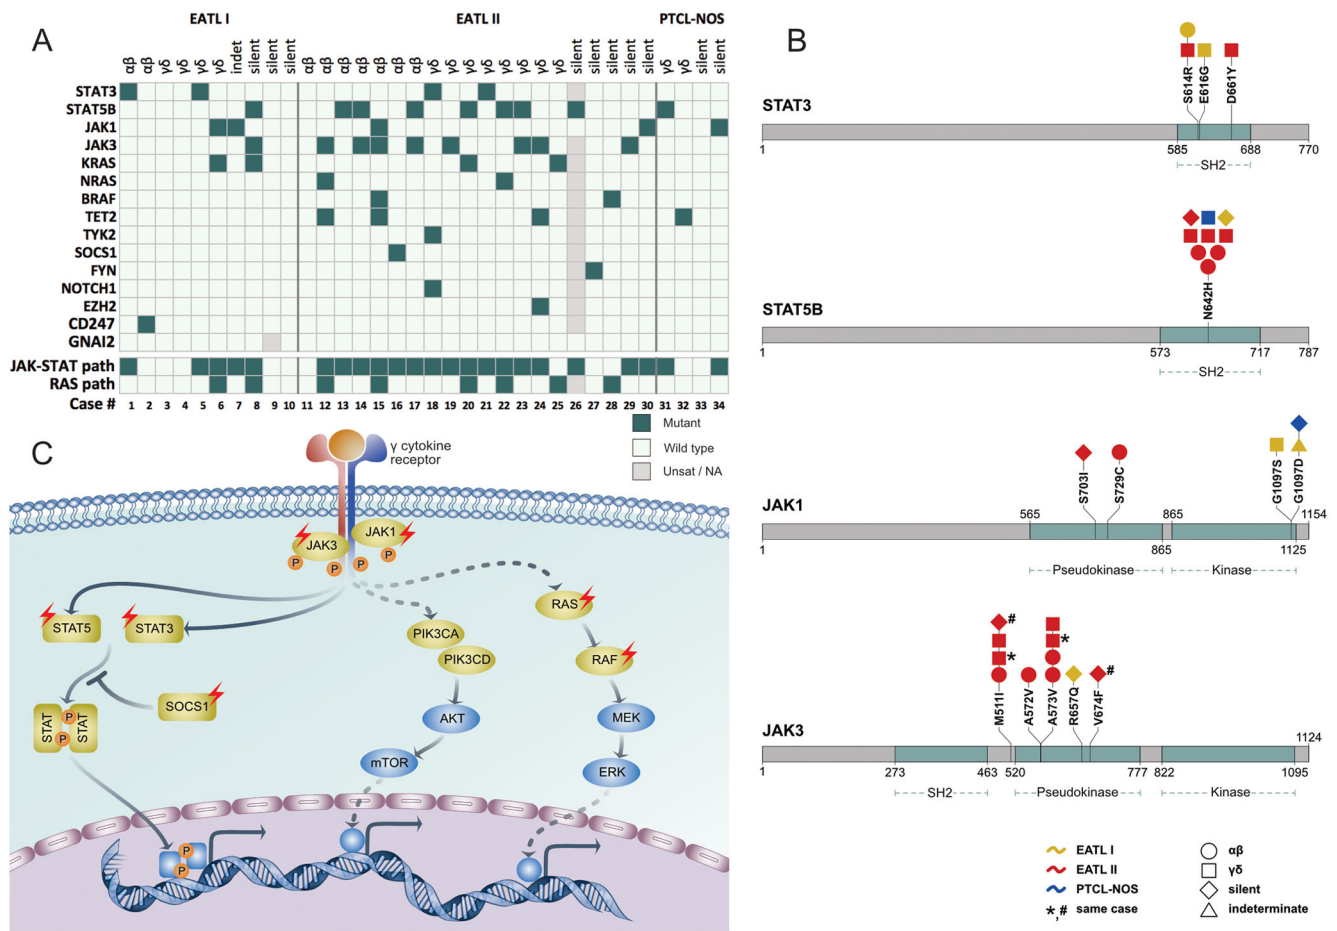 A
EATL I
EATL II
PTCL-NOS
αβ αβ γδ γδ γδ γδ indet silent silent silent αβ αβ αβ αβ αβ αβ αβ γδ γδ γδ γδ γδ γδ γδ γδ silent silent silent silent silent γδ γδ silent silent
STAT3
STAT5B
JAK1
JAK3
KRAS
NRAS
BRAF
TET2
TYK2
SOCS1
FYN
NOTCH1
EZH2
CD247
GNAI2
JAK-STAT path
RAS path
Case # 1 2 3 4 5 6 7 8 9 10 11 12 13 14 15 16 17 18 19 20 21 22 23 24 25 26 27 28 29 30 31 32 33 34
Mutant
Wild type
Unsat / NA
B
S614R
E616G
D661Y
STAT3
1 585 688 770
SH2
N642H
STAT5B
1 573 717 787
SH2
S703I
S729C
G1097S
G1097D
JAK1
565 865 1154
1 865 1125
Pseudokinase Kinase
#
*
*
#
M511I
A572V
A573V
R657Q
V674F
JAK3
1124
1 273 463 520 777 822 1095
SH2 Pseudokinase Kinase
EATL I
EATL II
PTCL-NOS
*,# same case
αβ
γδ
silent
indeterminate
C
γ cytokine
receptor
JAK3
JAK1
P
P
P
P
STAT5
STAT3
RAS
PIK3CA
PIK3CD
RAF
SOCS1
STAT
P
P
STAT
AKT
MEK
mTOR
ERK
P
P